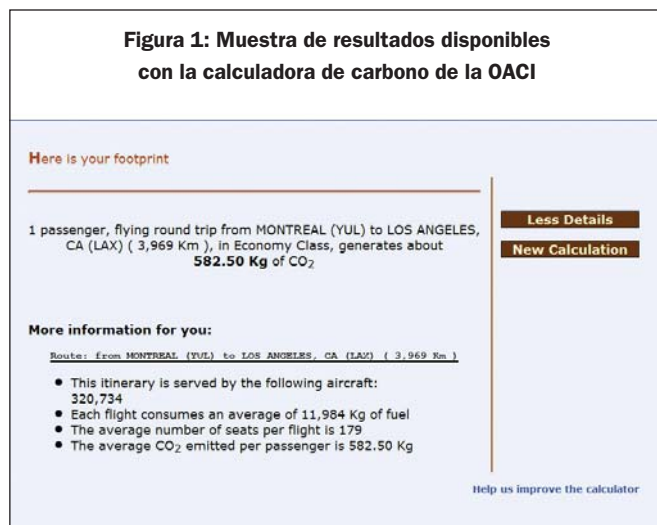 Figura 1: Muestra de resultados disponibles
con la calculadora de carbono de la OACI
Here is your footprint
1 passenger, flying round trip from MONTREAL (YUL) to LOS ANGELES,
CA (LAX) ( 3,969 Km ), in Economy Class, generates about
582.50 Kg of CO2
Less Details
New Calculation
More information for you:
Route: from MONTREAL (YUL) to LOS ANGELES, CA (LAX) ( 3,969 Km )
• This itinerary is served by the following aircraft:
320,734
• Each flight consumes an average of 11,984 Kg of fuel
• The average number of seats per flight is 179
• The average CO2 emitted per passenger is 582.50 Kg
Help us improve the calculator